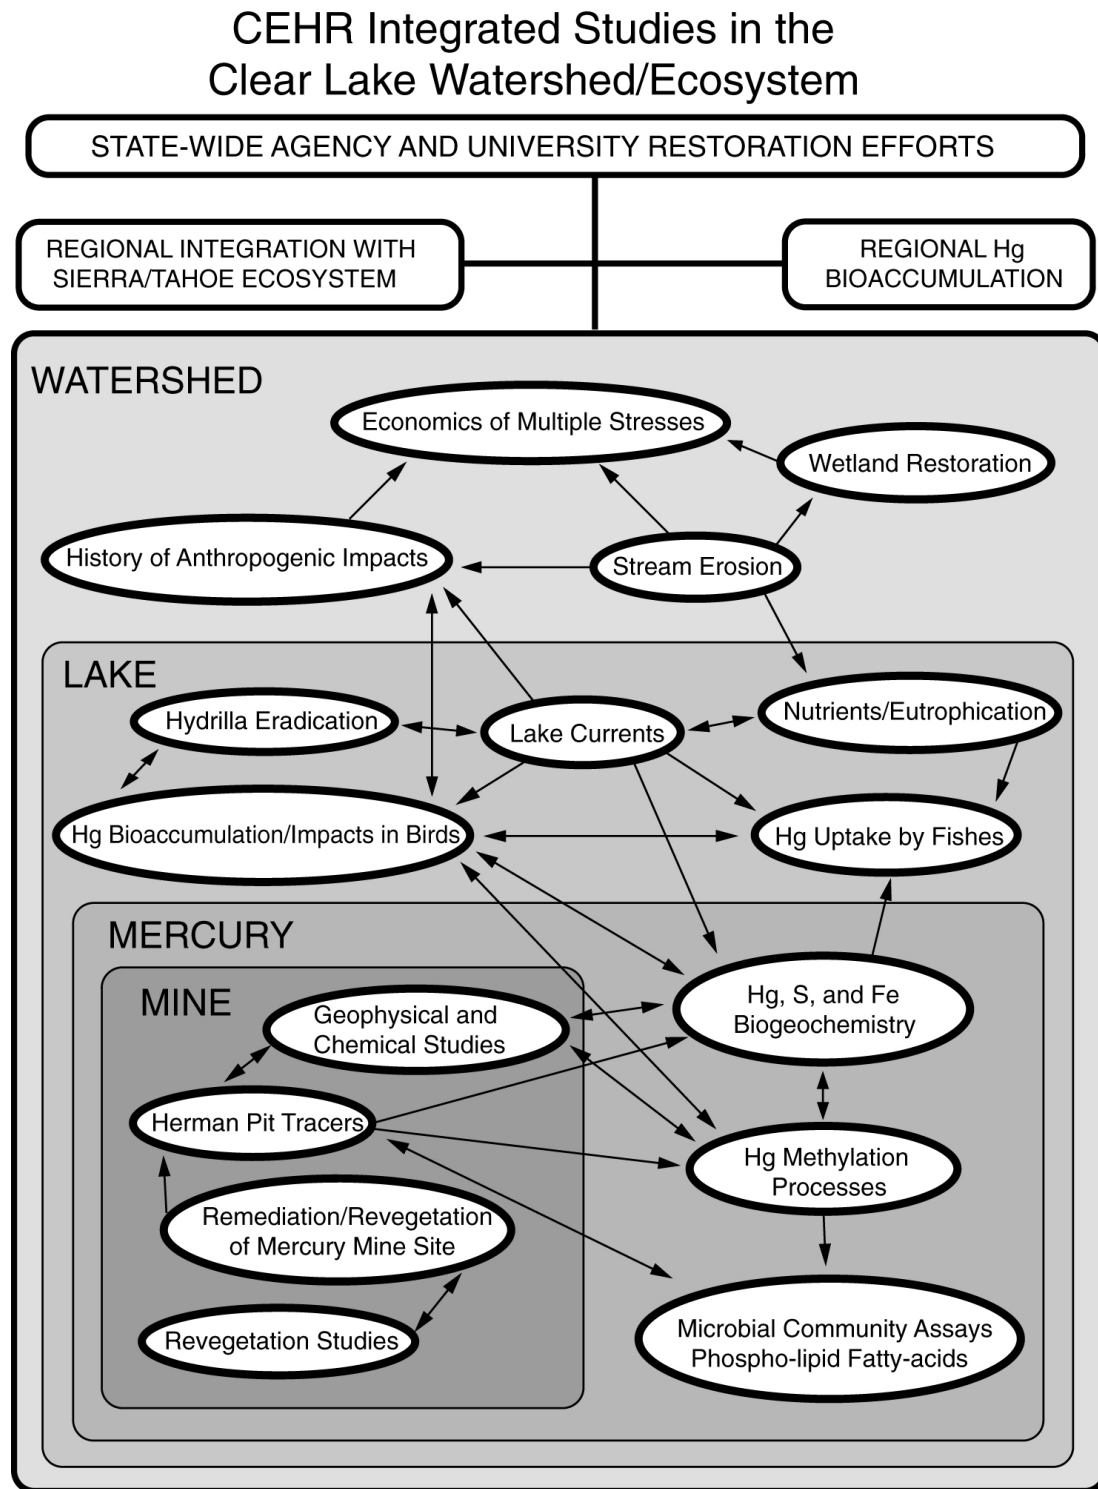 CEHR Integrated Studies in the
Clear Lake Watershed/Ecosystem
STATE-WIDE AGENCY AND UNIVERSITY RESTORATION EFFORTS
REGIONAL INTEGRATION WITH
SIERRA/TAHOE ECOSYSTEM
REGIONAL Hg
BIOACCUMULATION
WATERSHED
Economics of Multiple Stresses
Wetland Restoration
History of Anthropogenic Impacts
Stream Erosion
LAKE
Hydrilla Eradication
Lake Currents
Nutrients/Eutrophication
Hg Bioaccumulation/Impacts in Birds
Hg Uptake by Fishes
MERCURY
MINE
Geophysical and
Chemical Studies
Hg, S, and Fe
Biogeochemistry
Herman Pit Tracers
Hg Methylation
Processes
Remediation/Revegetation
of Mercury Mine Site
Revegetation Studies
Microbial Community Assays
Phospho-lipid Fatty-acids